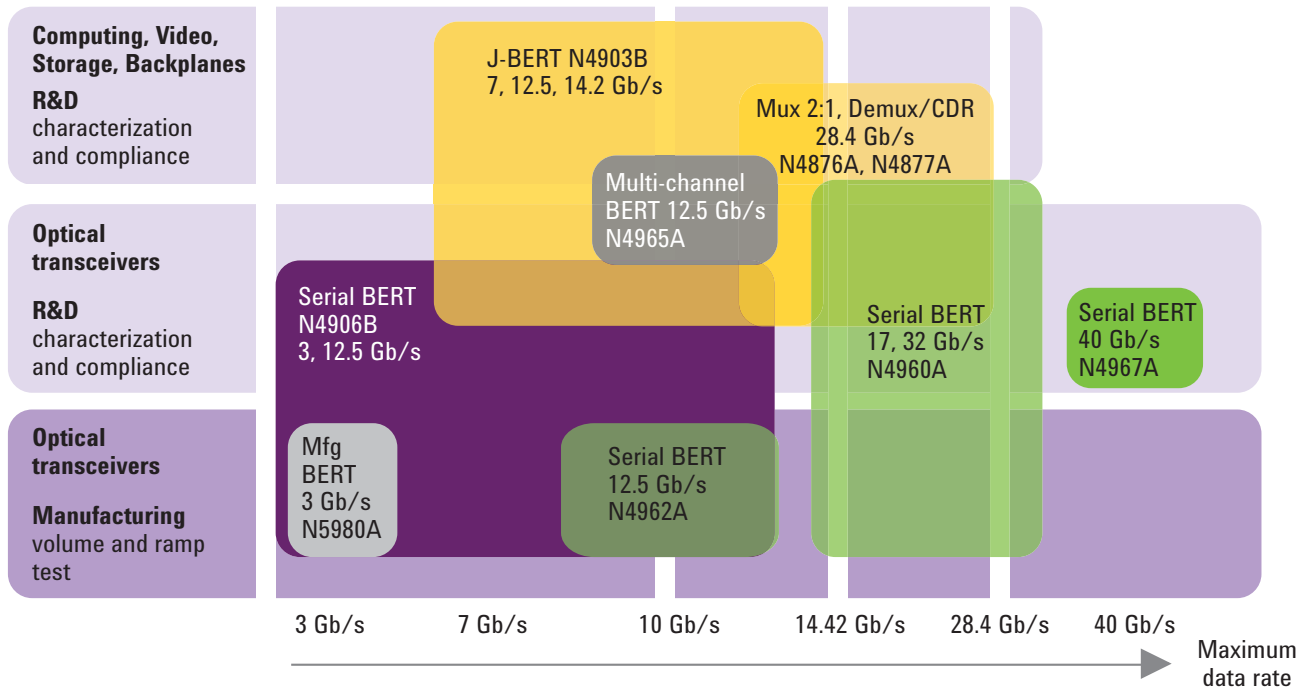 Computing, Video,
Storage, Backplanes
R&D
characterization
and compliance
J-BERT N4903B
7, 12.5, 14.2 Gb/s
Mux 2:1, Demux/CDR
28.4 Gb/s
N4876A, N4877A
Multi-channel
BERT 12.5 Gb/s
N4965A
Optical
transceivers
R&D
characterization
and compliance
Serial BERT
N4906B
3, 12.5 Gb/s
Serial BERT
17, 32 Gb/s
N4960A
Serial BERT
40 Gb/s
N4967A
Optical
transceivers
Manufacturing
volume and ramp
test
Mfg
BERT
3 Gb/s
N5980A
Serial BERT
12.5 Gb/s
N4962A
3 Gb/s
7 Gb/s
10 Gb/s
14.42 Gb/s
28.4 Gb/s
40 Gb/s
Maximum
data rate